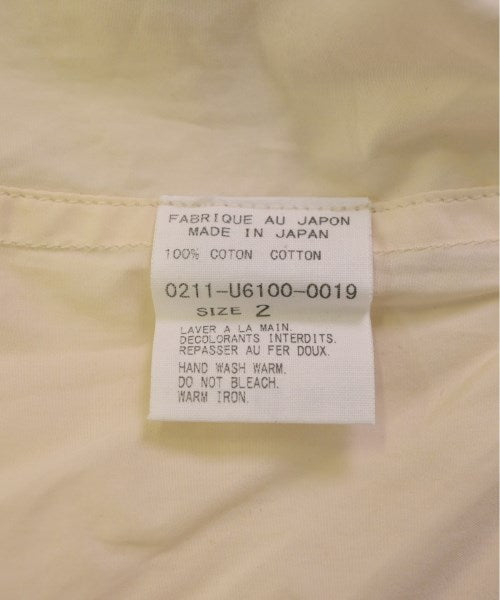 FABRIQUE AU JAPON
MADE IN JAPAN
100% COTON COTTON
0211-U6100-0019
SIZE 2
LAVER A LA MAIN.
DECOLORANTS INTERDITS.
REPASSER AU FER DOUX.
HAND WASH WARM.
DO NOT BLEACH.
WARM IRON.